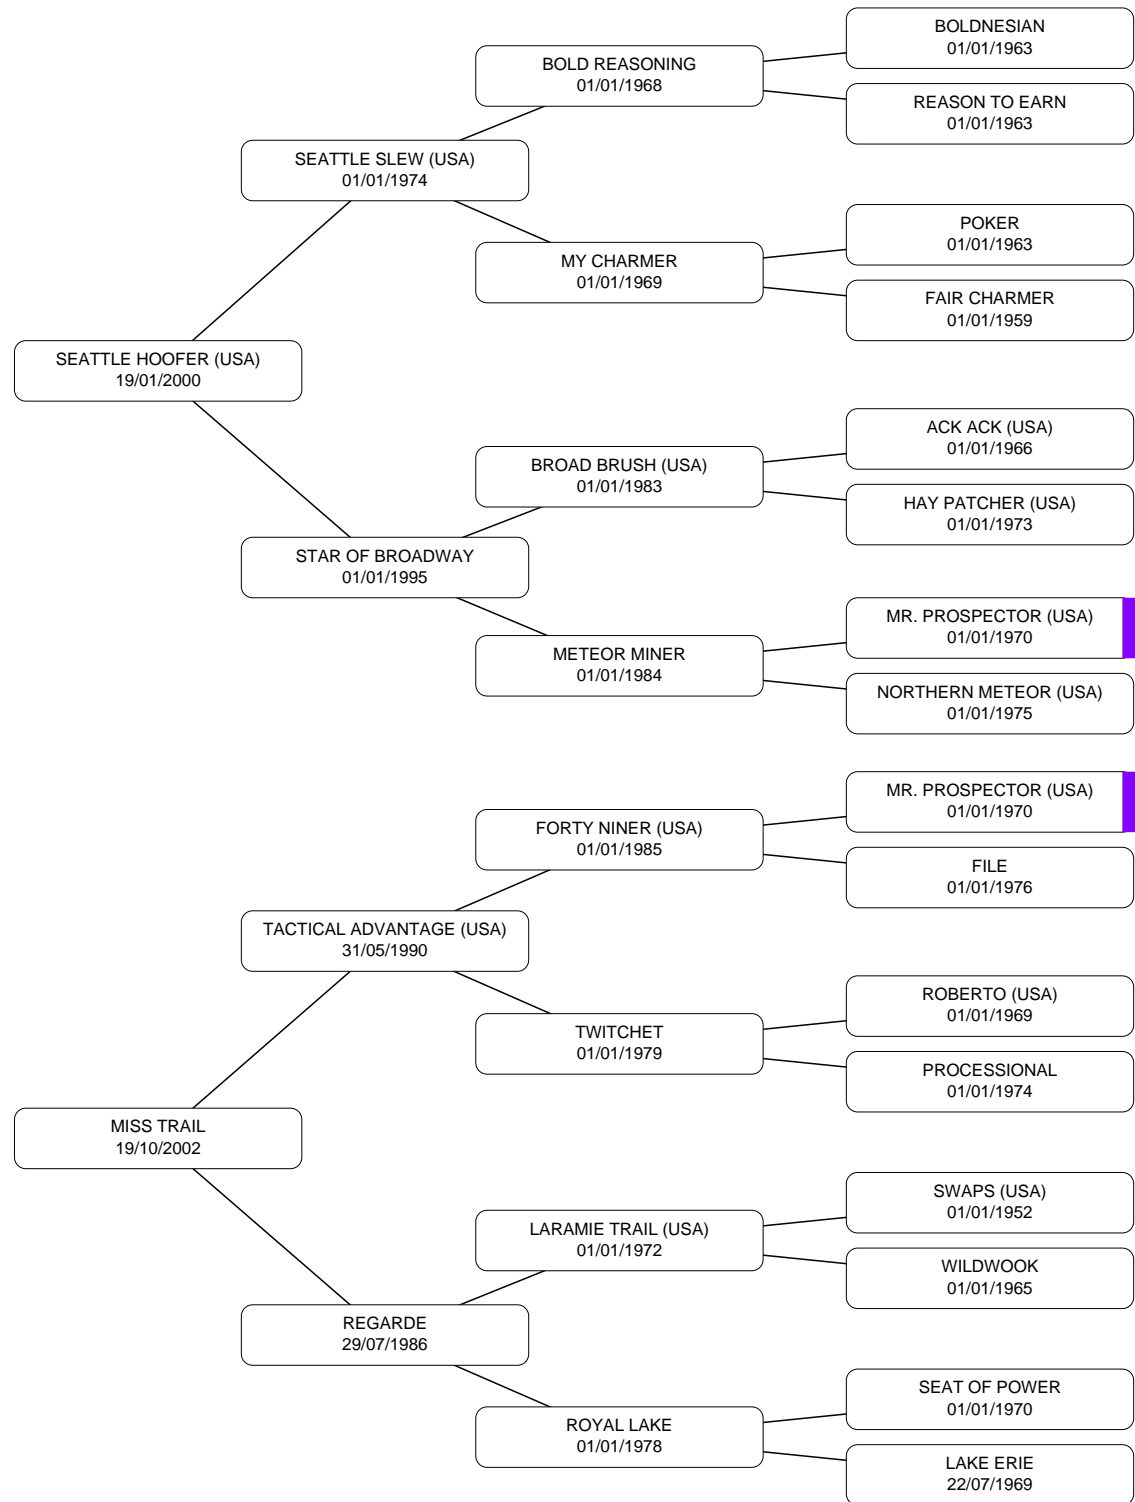 BOLDNESIAN
01/01/1963
BOLD REASONING
01/01/1968
REASON TO EARN
01/01/1963
SEATTLE SLEW (USA)
01/01/1974
POKER
01/01/1963
MY CHARMER
01/01/1969
FAIR CHARMER
01/01/1959
SEATTLE HOOFER (USA)
19/01/2000
ACK ACK (USA)
01/01/1966
BROAD BRUSH (USA)
01/01/1983
HAY PATCHER (USA)
01/01/1973
STAR OF BROADWAY
01/01/1995
MR. PROSPECTOR (USA)
01/01/1970
METEOR MINER
01/01/1984
NORTHERN METEOR (USA)
01/01/1975
MR. PROSPECTOR (USA)
01/01/1970
FORTY NINER (USA)
01/01/1985
FILE
01/01/1976
TACTICAL ADVANTAGE (USA)
31/05/1990
ROBERTO (USA)
01/01/1969
TWITCHET
01/01/1979
PROCESSIONAL
01/01/1974
MISS TRAIL
19/10/2002
SWAPS (USA)
01/01/1952
LARAMIE TRAIL (USA)
01/01/1972
WILDWOOK
01/01/1965
REGARDE
29/07/1986
SEAT OF POWER
01/01/1970
ROYAL LAKE
01/01/1978
LAKE ERIE
22/07/1969